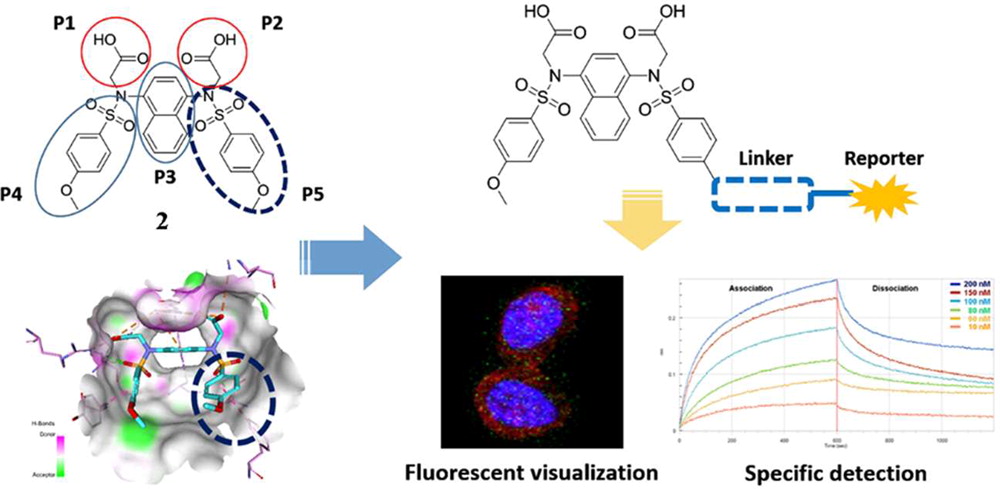 P1
P2
HO
O
OH
O
N
N
O
S
O
O
S
O
P3
O
O
P4
P5
2
HO
O
OH
O
N
N
O
S
O
O
S
O
O
Linker
Reporter
H-Bonds
Donor
Acceptor
Association
Dissociation
200 nM
150 nM
100 nM
80 nM
60 nM
10 nM
0.2
0.1
0
0
200
400
600
800
1000
Time (sec)
Fluorescent visualization
Specific detection